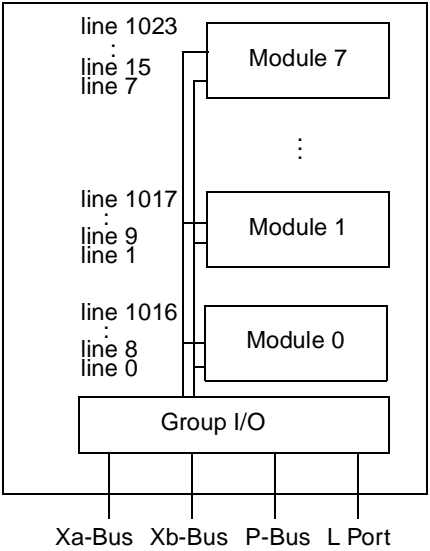 line 1023
⋮
line 15
line 7
Module 7
⋮
line 1017
⋮
line 9
line 1
Module 1
line 1016
⋮
line 8
line 0
Module 0
Group I/O
Xa-Bus Xb-Bus P-Bus L Port